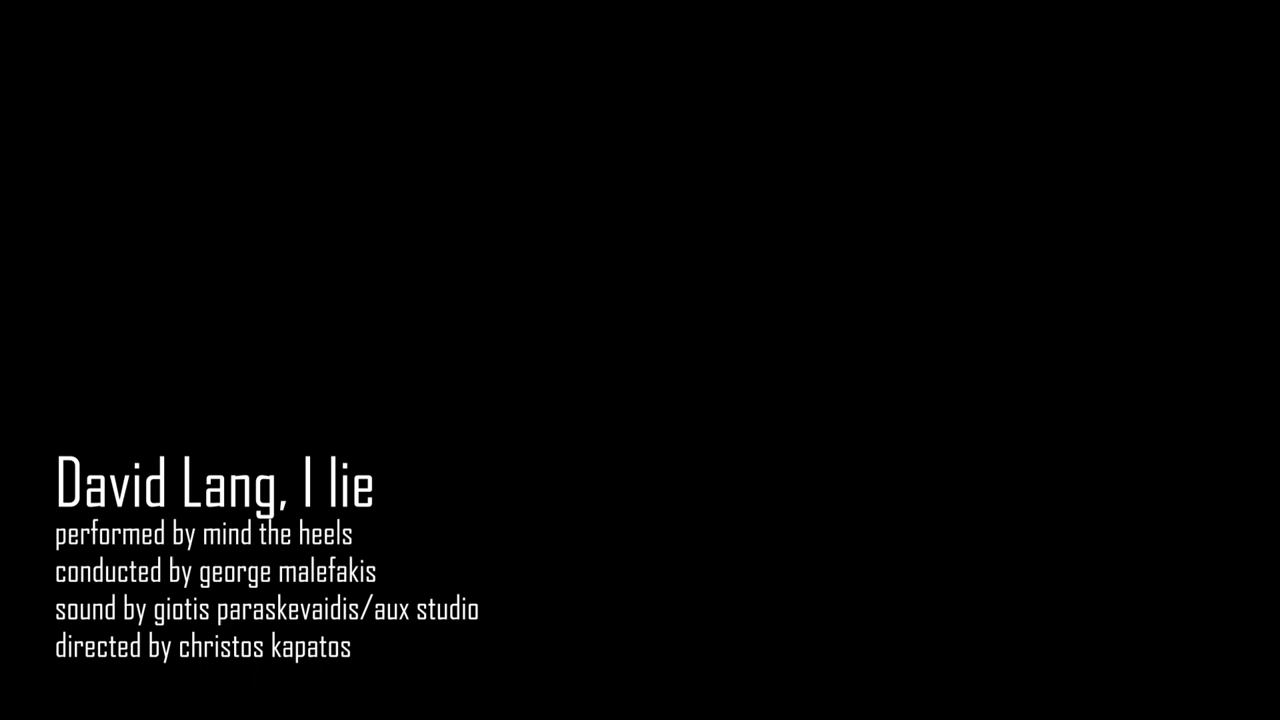 David Lang, I lie
performed by mind the heels
conducted by george malefakis
sound by giotis paraskevaidis/aux studio
directed by christos kapatos